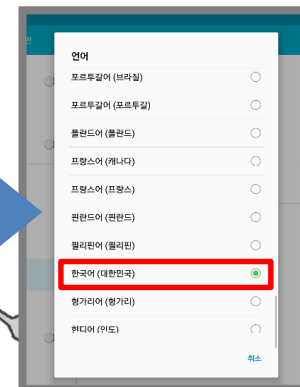 언어
포르투갈어 (브라질)
포르투갈어 (포르투갈)
폴란드어 (폴란드)
프랑스어 (캐나다)
프랑스어 (프랑스)
핀란드어 (핀란드)
필리핀어 (필리핀)
한국어 (대한민국)
헝가리어 (헝가리)
힌디어 (인도)
취소